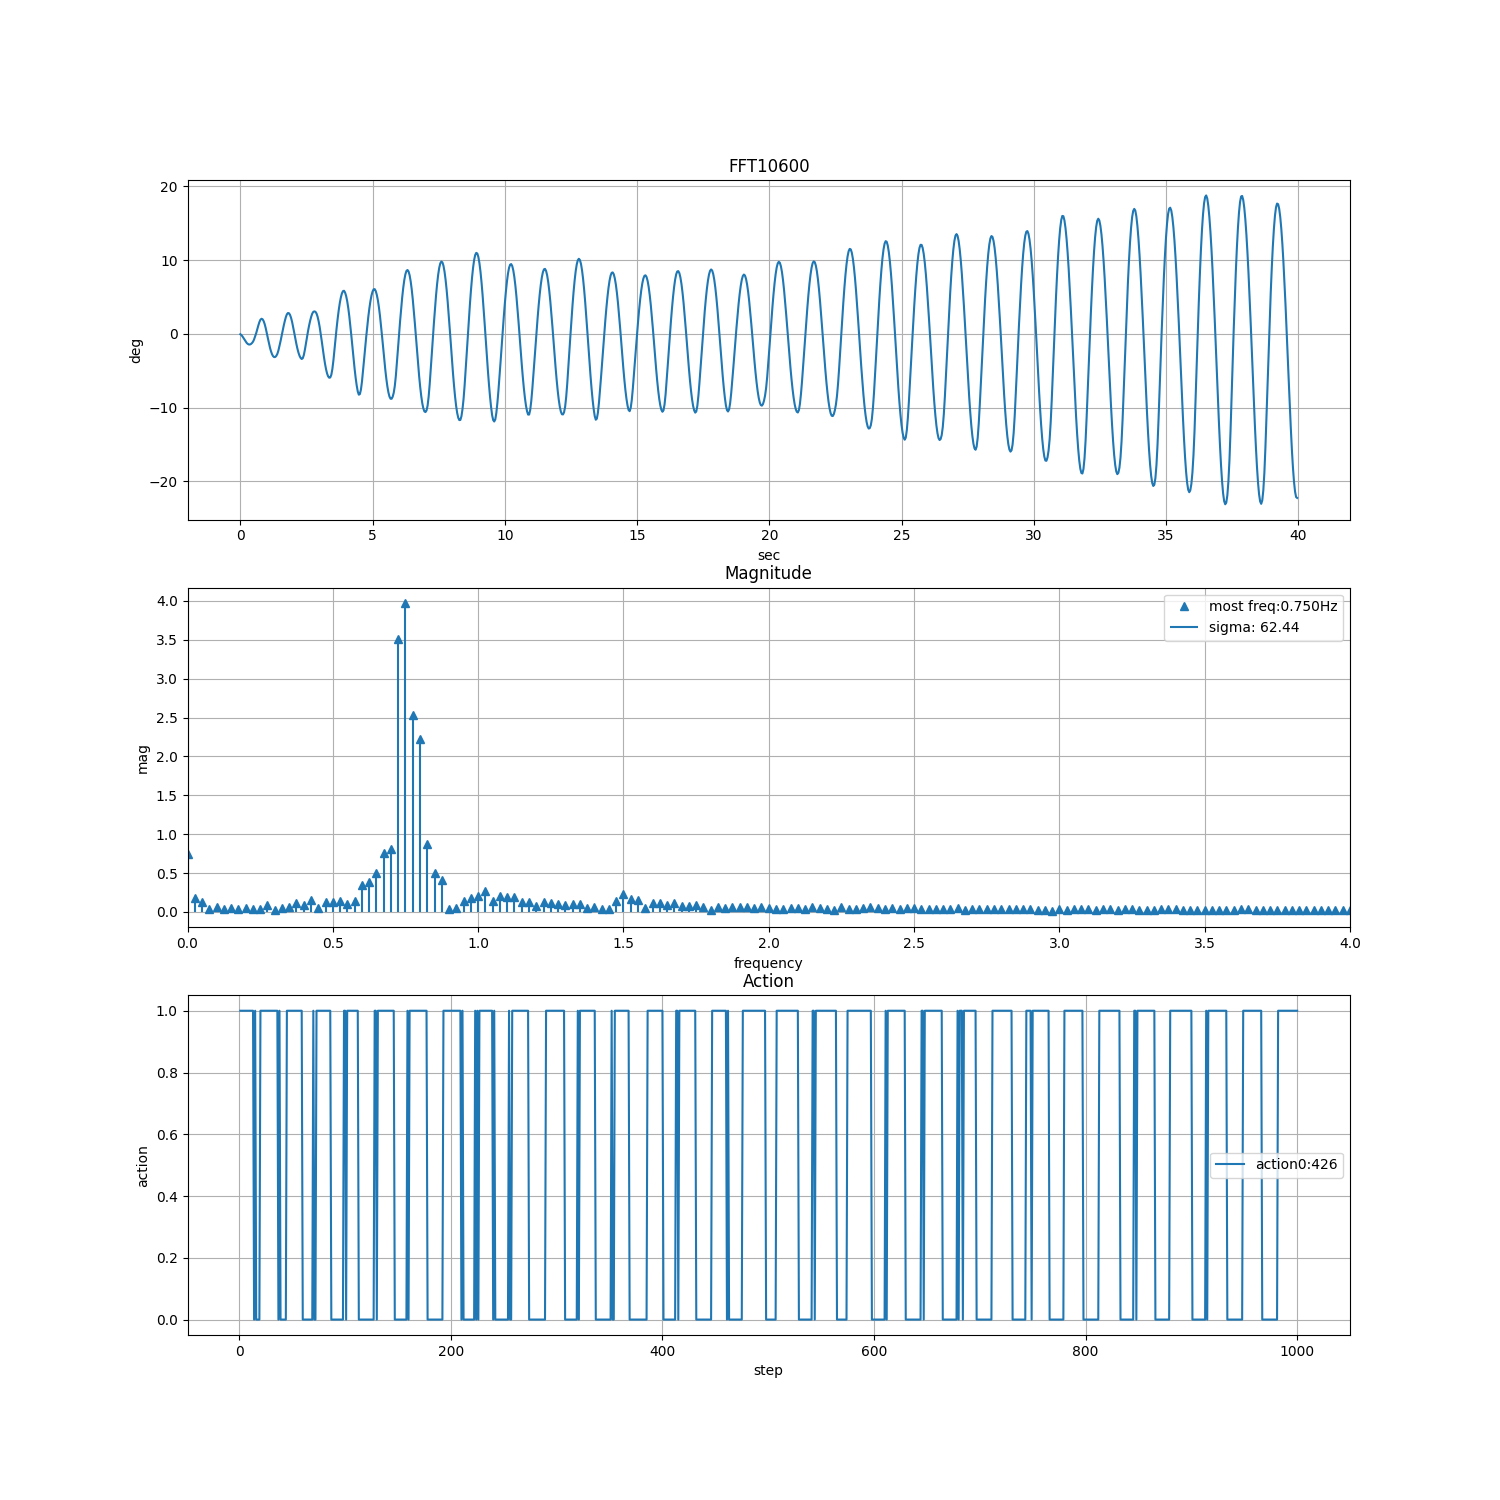 FFT10600
20
10
0
−10
−20
deg
0 5 10 15 20 25 30 35 40
sec
Magnitude
4.0
3.5
3.0
2.5
2.0
1.5
1.0
0.5
0.0
mag
most freq:0.750Hz
sigma: 62.44
0.0 0.5 1.0 1.5 2.0 2.5 3.0 3.5 4.0
frequency
Action
1.0
0.8
0.6
0.4
0.2
0.0
action
action0:426
0 200 400 600 800 1000
step